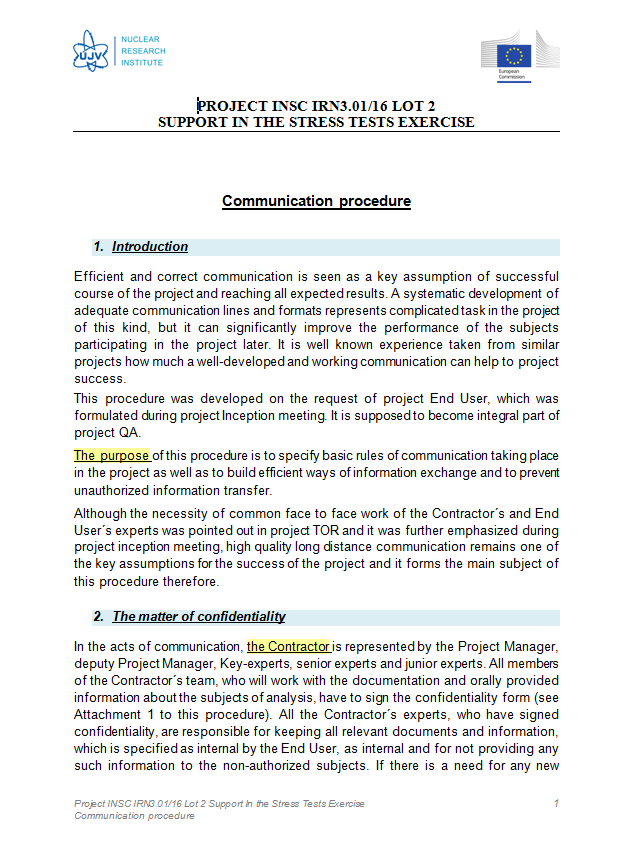 ÚJV
NUCLEAR
RESEARCH
INSTITUTE
European
Commission
PROJECT INSC IRN3.01/16 LOT 2
SUPPORT IN THE STRESS TESTS EXERCISE
Communication procedure
1. Introduction
Efficient and correct communication is seen as a key assumption of successful
course of the project and reaching all expected results. A systematic development of
adequate communication lines and formats represents complicated task in the project
of this kind, but it can significantly improve the performance of the subjects
participating in the project later. It is well known experience taken from similar
projects how much a well-developed and working communication can help to project
success.
This procedure was developed on the request of project End User, which was
formulated during project Inception meeting. It is supposed to become integral part of
project QA.
The purpose of this procedure is to specify basic rules of communication taking place
in the project as well as to build efficient ways of information exchange and to prevent
unauthorized information transfer.
Although the necessity of common face to face work of the Contractor´s and End
User´s experts was pointed out in project TOR and it was further emphasized during
project inception meeting, high quality long distance communication remains one of
the key assumptions for the success of the project and it forms the main subject of
this procedure therefore.
2. The matter of confidentiality
In the acts of communication, the Contractor is represented by the Project Manager,
deputy Project Manager, Key-experts, senior experts and junior experts. All members
of the Contractor´s team, who will work with the documentation and orally provided
information about the subjects of analysis, have to sign the confidentiality form (see
Attachment 1 to this procedure). All the Contractor´s experts, who have signed
confidentiality, are responsible for keeping all relevant documents and information,
which is specified as internal by the End User, as internal and for not providing any
such information to the non-authorized subjects. If there is a need for any new
Project INSC IRN3.01/16 Lot 2 Support In the Stress Tests Exercise 1
Communication procedure